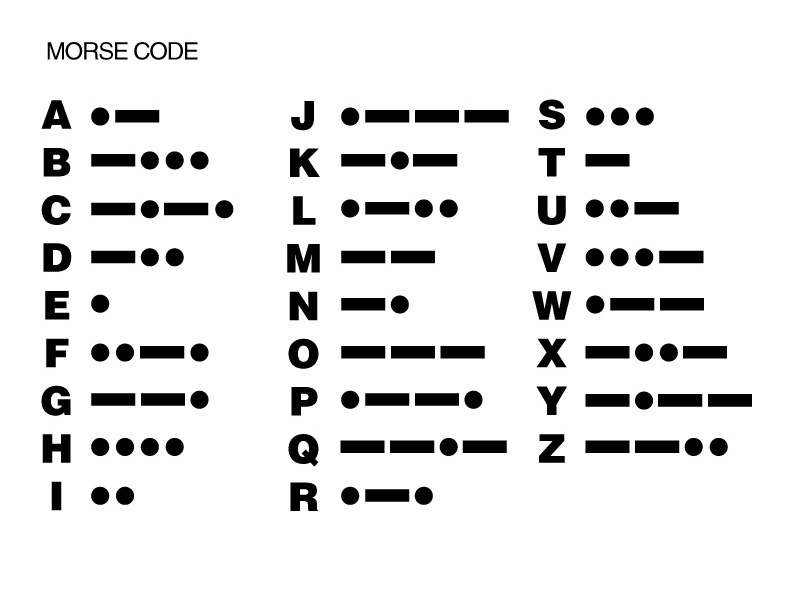 MORSE CODE
A ●▬
B ▬●●●
C ▬●▬●
D ▬●●
E ●
F ●●▬●
G ▬▬●
H ●●●●
I ●●
J ●▬▬▬
K ▬●▬
L ●▬●●
M ▬▬
N ▬●
O ▬▬▬
P ●▬▬●
Q ▬▬●▬
R ●▬●
S ●●●
T ▬
U ●●▬
V ●●●▬
W ●▬▬
X ▬●●▬
Y ▬●▬▬
Z ▬▬●●